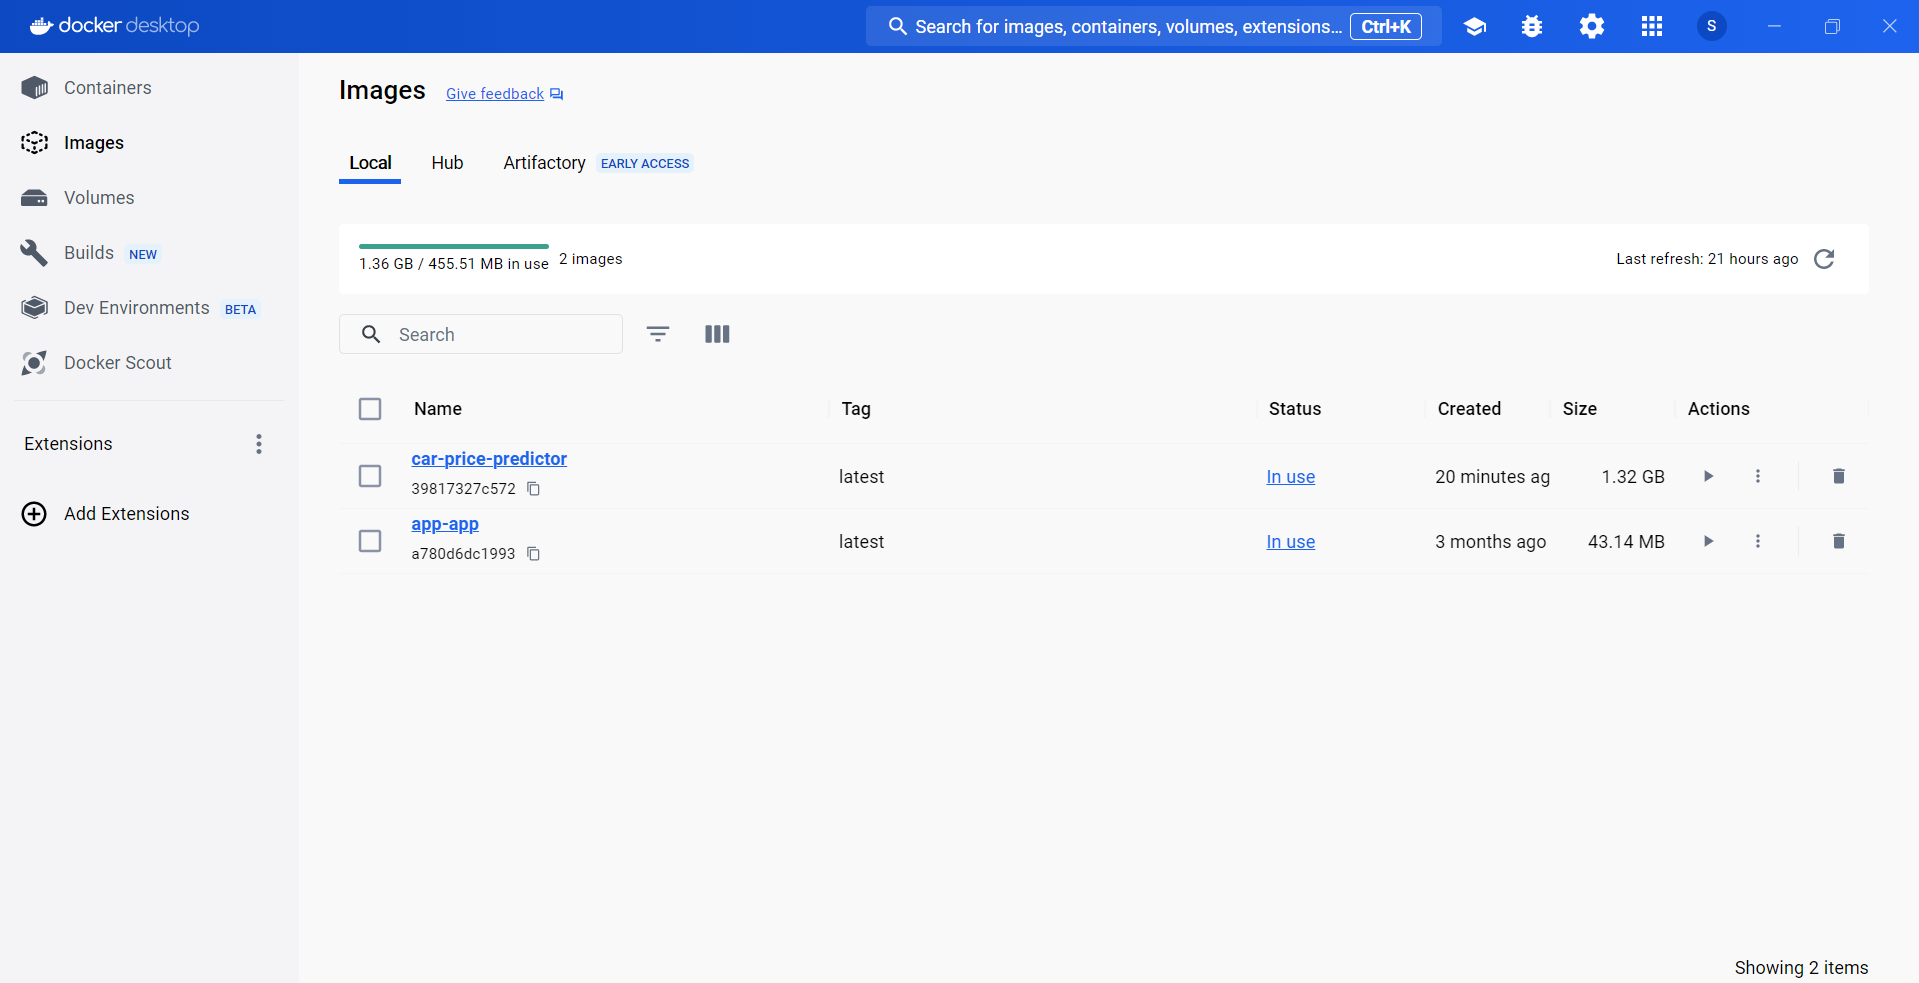 docker desktop
Search for images, containers, volumes, extensions... Ctrl+K
S
Containers
Images
Volumes
Builds NEW
Dev Environments BETA
Docker Scout
Extensions
Add Extensions
Images Give feedback
Local Hub Artifactory EARLY ACCESS
1.36 GB / 455.51 MB in use 2 images
Last refresh: 21 hours ago
Search
Name Tag Status Created Size Actions
car-price-predictor
39817327c572
latest In use 20 minutes ag 1.32 GB
app-app
a780d6dc1993
latest In use 3 months ago 43.14 MB
Showing 2 items